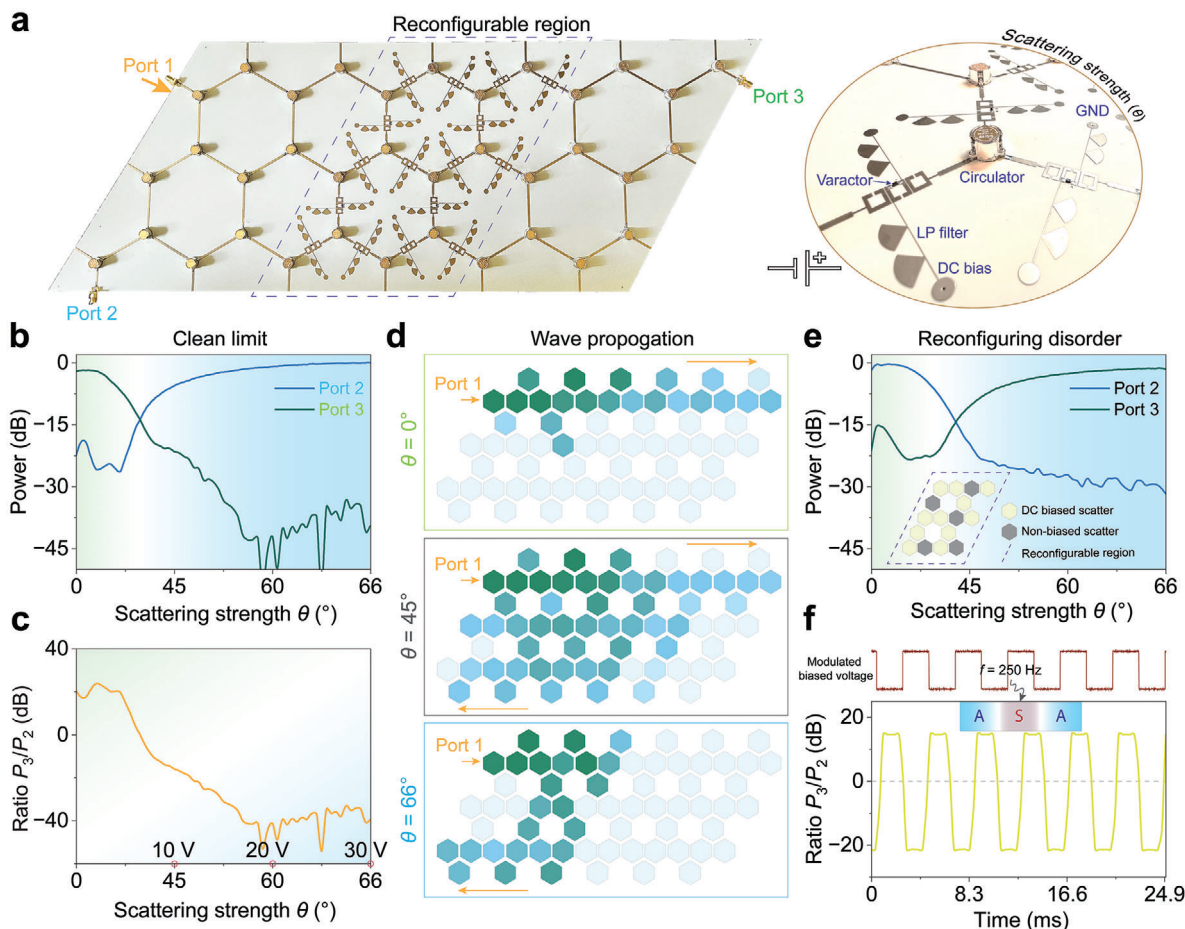 a
Reconfigurable region
Port 1
Port 3
Port 2
Scattering strength (θ)
GND
Varactor
Circulator
LP filter
DC bias
b
Clean limit
Power (dB)
0
−15
−30
−45
Port 2
Port 3
0
45
60
66
Scattering strength θ (°)
c
Ratio P3/P2 (dB)
40
0
−40
10 V
20 V
30 V
0
45
60
66
Scattering strength θ (°)
d
Wave propogation
θ = 0°
Port 1
θ = 45°
Port 1
θ = 66°
Port 1
e
Reconfiguring disorder
Power (dB)
0
−15
−30
−45
Port 2
Port 3
DC biased scatter
Non-biased scatter
Reconfigurable region
0
45
60
66
Scattering strength θ (°)
f
Modulated
biased voltage
f = 250 Hz
A S A
Ratio P3/P2 (dB)
20
0
−20
0
8.3
16.6
24.9
Time (ms)